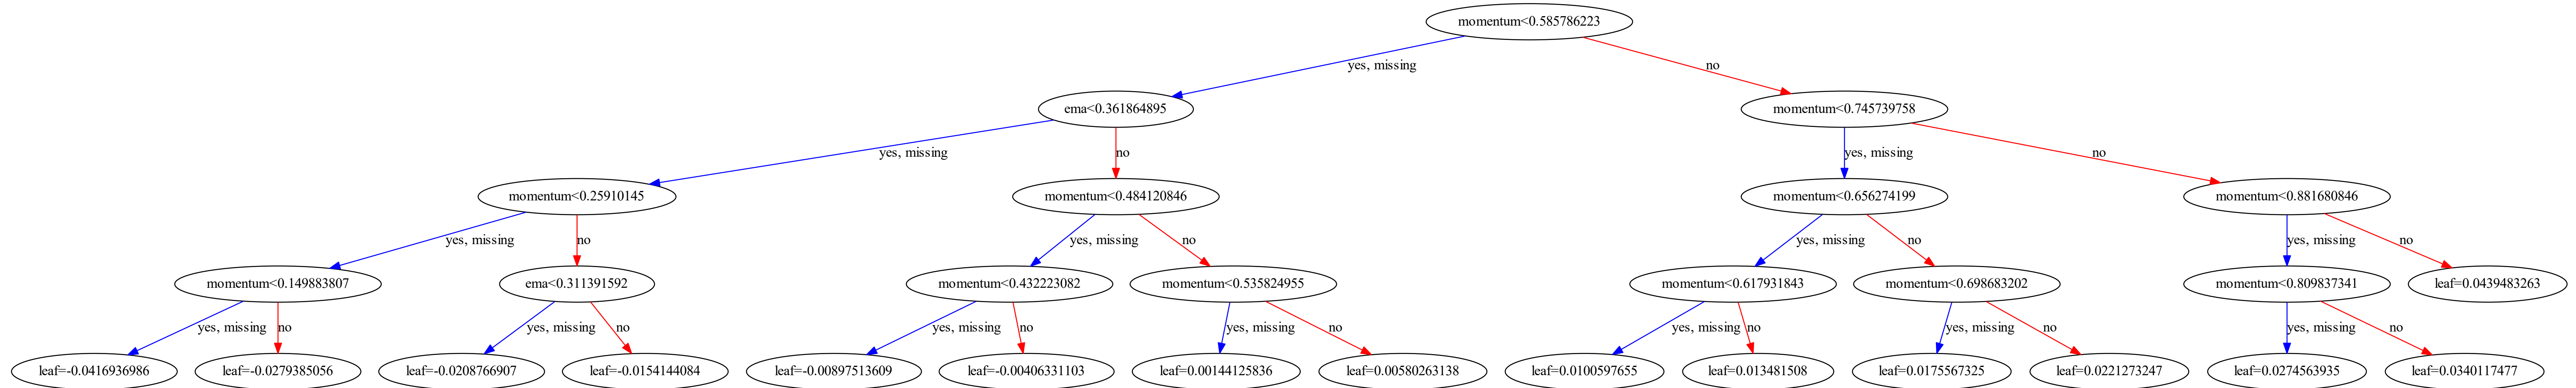 momentum<0.585786223
yes, missing
no
ema<0.361864895
momentum<0.745739758
yes, missing
no
yes, missing
no
momentum<0.25910145
momentum<0.484120846
momentum<0.656274199
momentum<0.881680846
yes, missing
no
yes, missing
no
yes, missing
no
yes, missing
no
momentum<0.149883807
ema<0.311391592
momentum<0.432223082
momentum<0.535824955
momentum<0.617931843
momentum<0.698683202
momentum<0.809837341
leaf=0.0439483263
yes, missing
no
yes, missing
no
yes, missing
no
yes, missing
no
yes, missing
no
yes, missing
no
yes, missing
no
leaf=-0.0416936986
leaf=-0.0279385056
leaf=-0.0208766907
leaf=-0.0154144084
leaf=-0.00897513609
leaf=-0.00406331103
leaf=0.00144125836
leaf=0.00580263138
leaf=0.0100597655
leaf=0.013481508
leaf=0.0175567325
leaf=0.0221273247
leaf=0.0274563935
leaf=0.0340117477